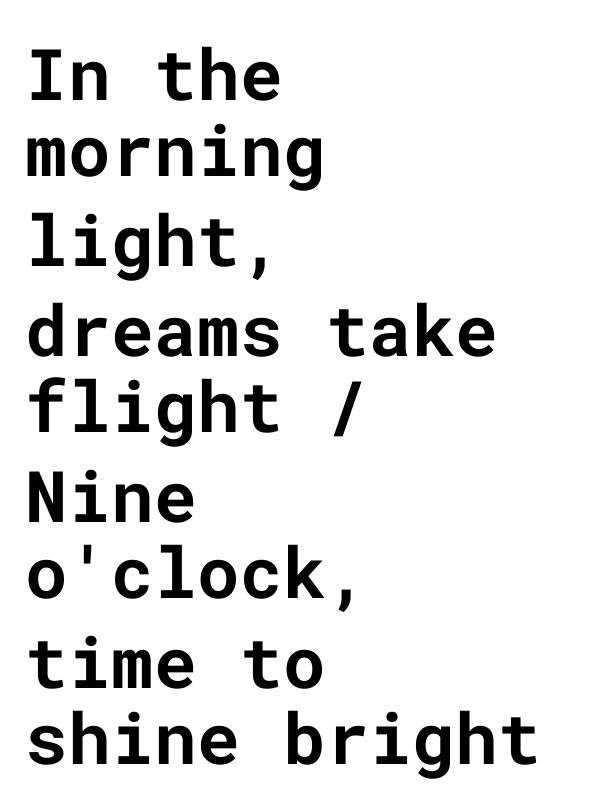 In the
morning
light,
dreams take
flight /
Nine
o'clock,
time to
shine bright